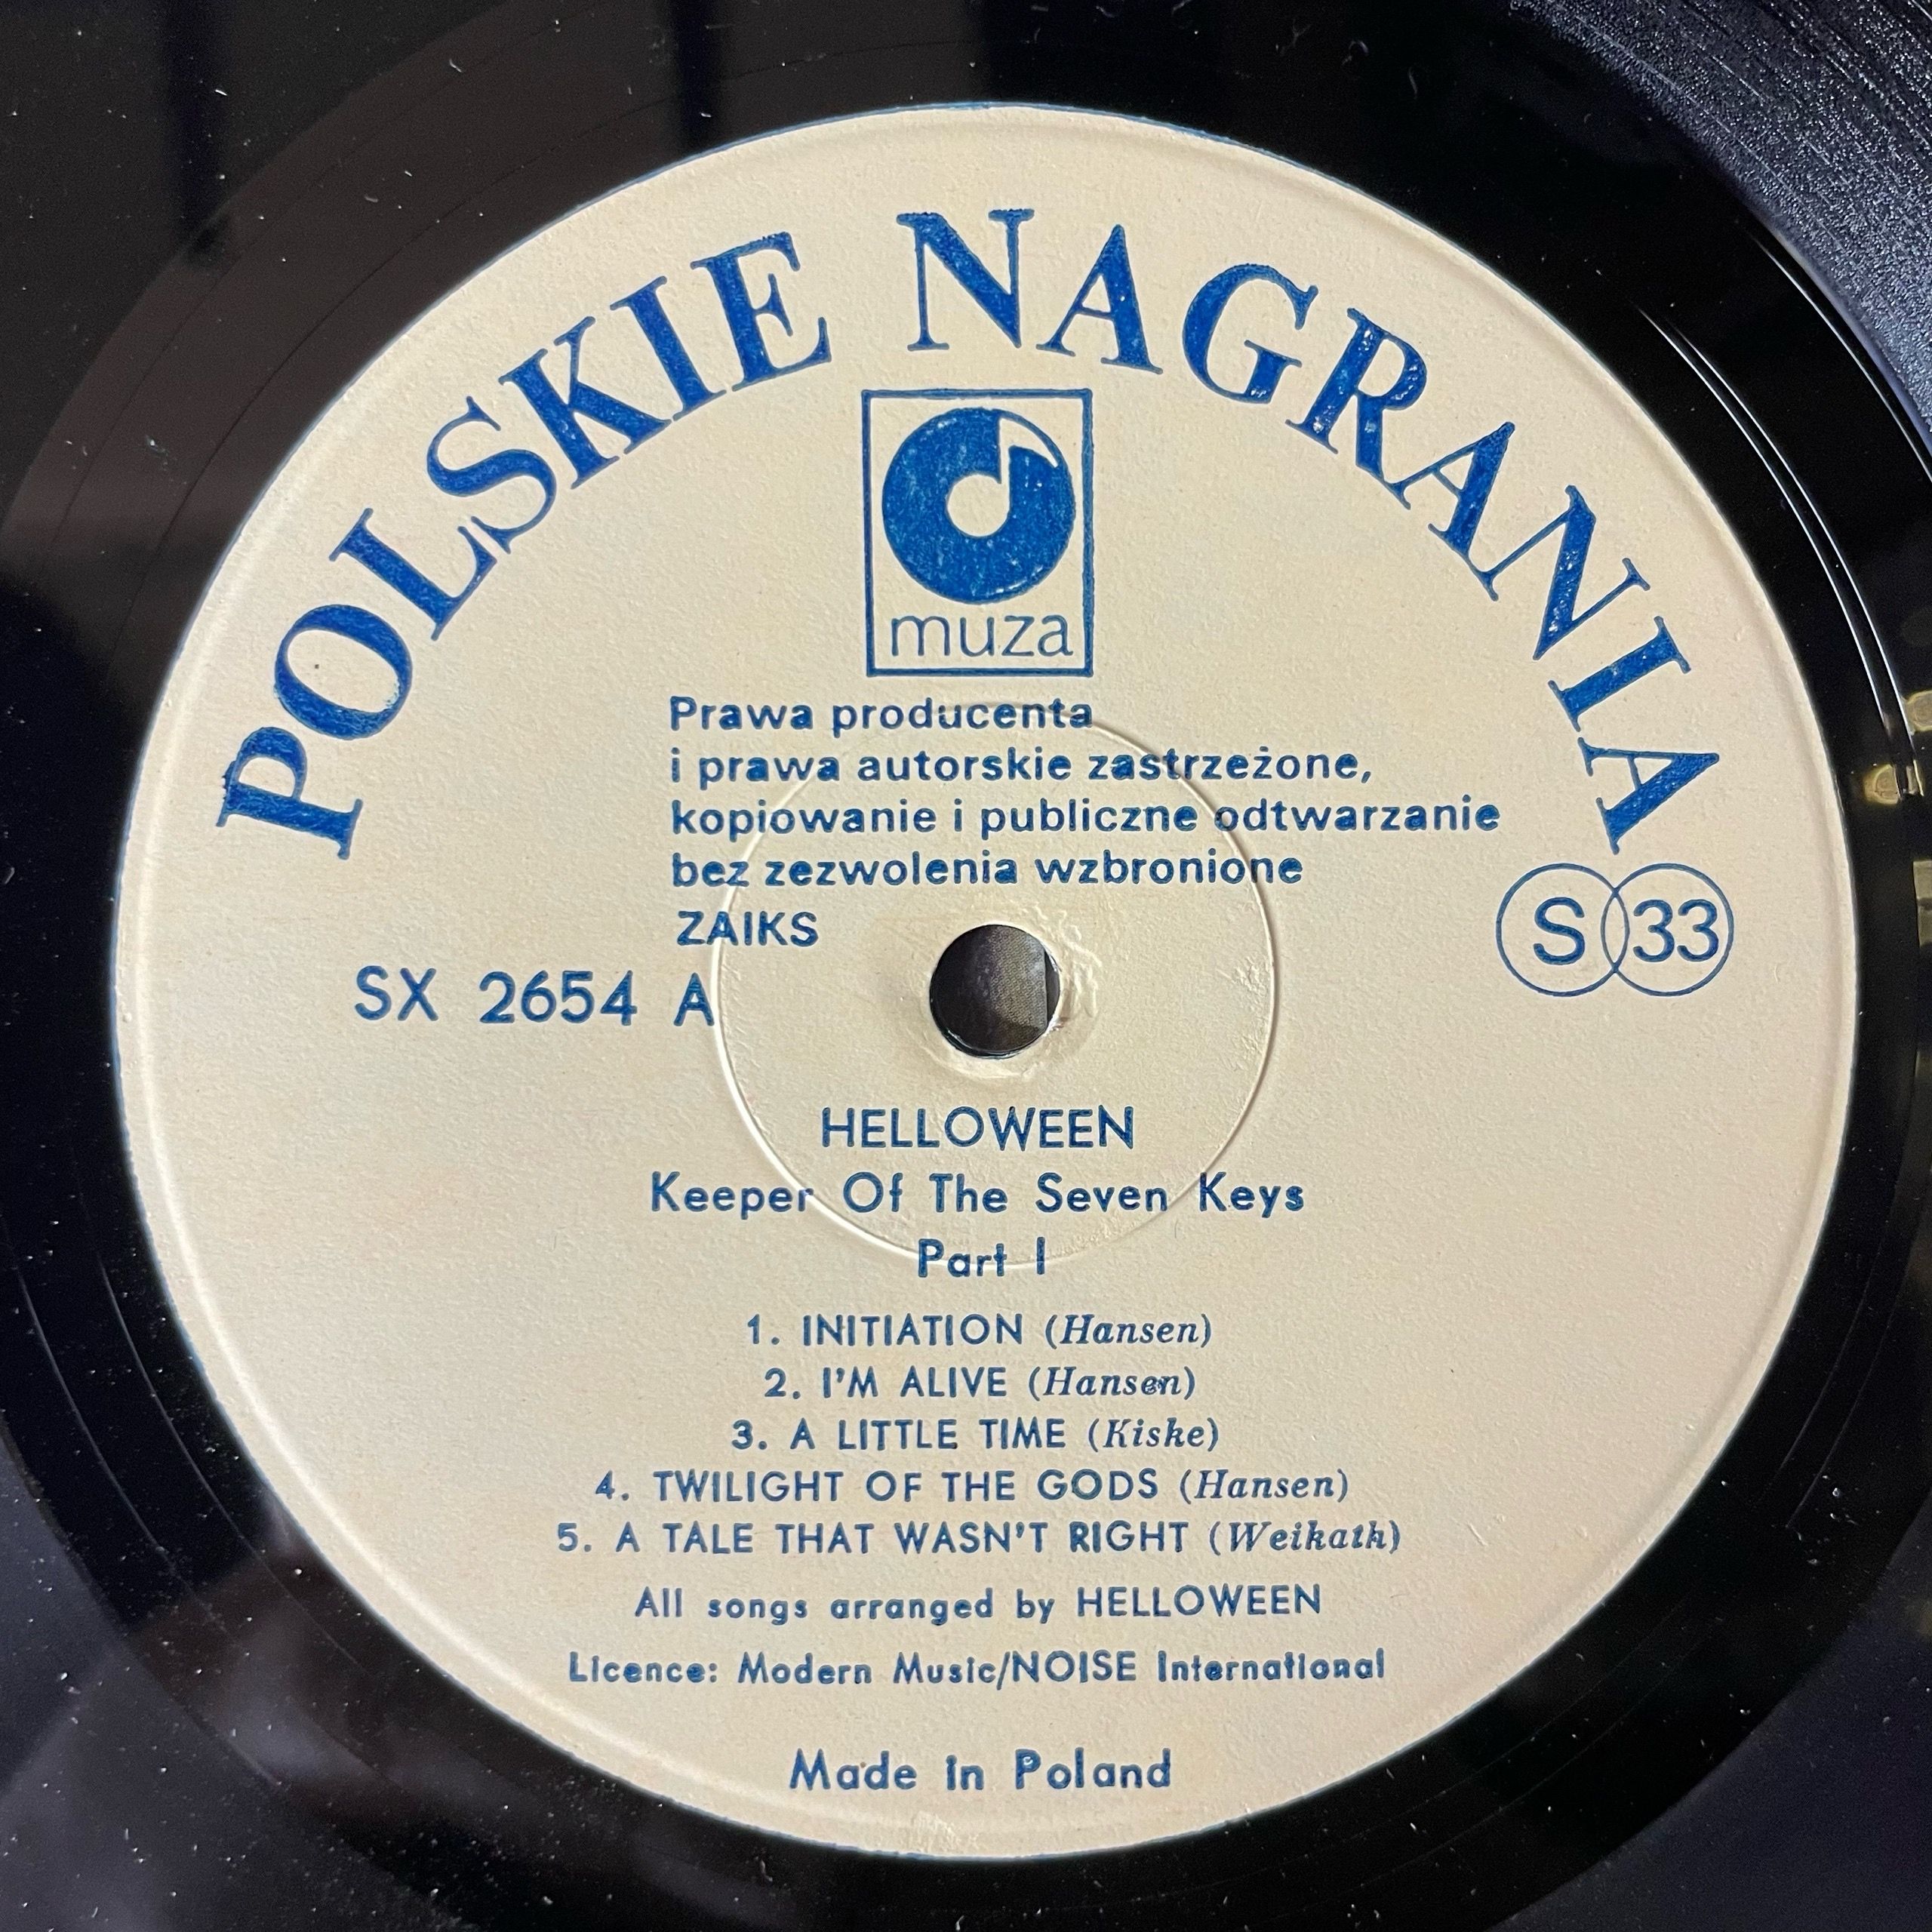 POLSKIE NAGRANIA
muza
Prawa producenta
i prawa autorskie zastrzeżone,
kopiowanie i publiczne odtwarzanie
bez zezwolenia wzbronione
ZAIKS
S 33
SX 2654 A
HELLOWEEN
Keeper Of The Seven Keys
Part I
1. INITIATION (Hansen)
2. I'M ALIVE (Hansen)
3. A LITTLE TIME (Kiske)
4. TWILIGHT OF THE GODS (Hansen)
5. A TALE THAT WASN'T RIGHT (Weikath)
All songs arranged by HELLOWEEN
Licence: Modern Music/NOISE International
Made in Poland